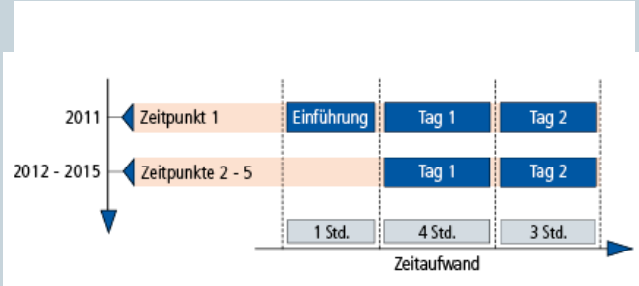 2011 Zeitpunkt 1 Einführung Tag 1 Tag 2
2012 - 2015 Zeitpunkte 2 - 5 Tag 1 Tag 2
1 Std. 4 Std. 3 Std.
Zeitaufwand